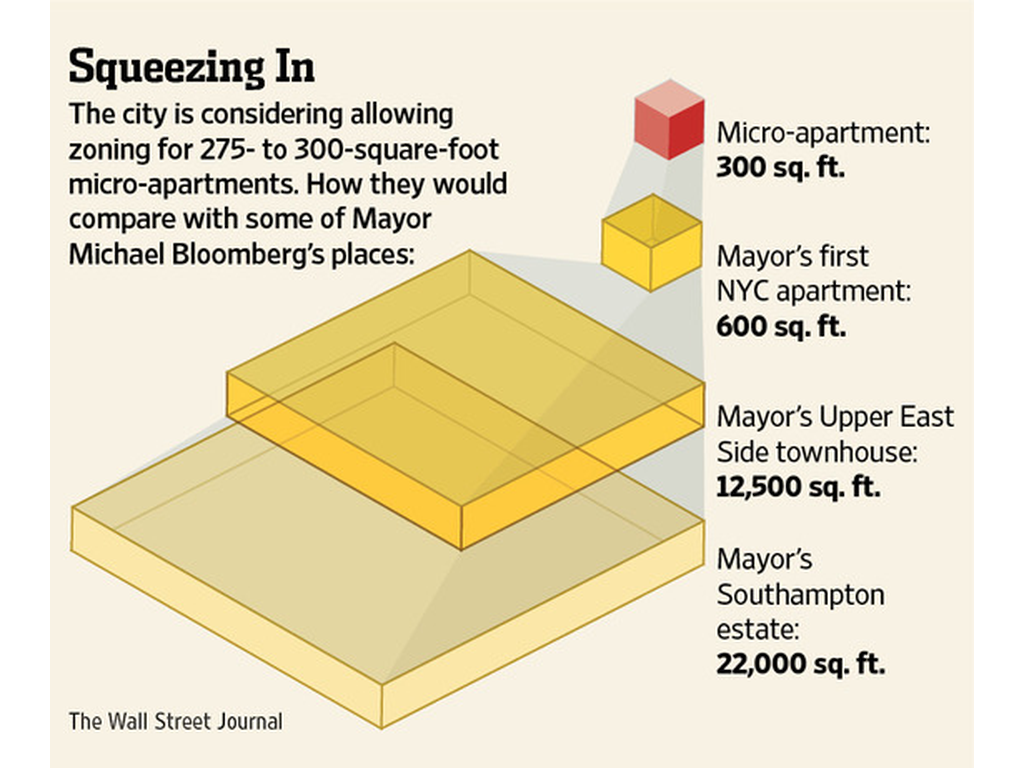 Squeezing In
The city is considering allowing
zoning for 275- to 300-square-foot
micro-apartments. How they would
compare with some of Mayor
Michael Bloomberg's places:
Micro-apartment:
300 sq. ft.
Mayor's first
NYC apartment:
600 sq. ft.
Mayor's Upper East
Side townhouse:
12,500 sq. ft.
Mayor's
Southampton
estate:
22,000 sq. ft.
The Wall Street Journal